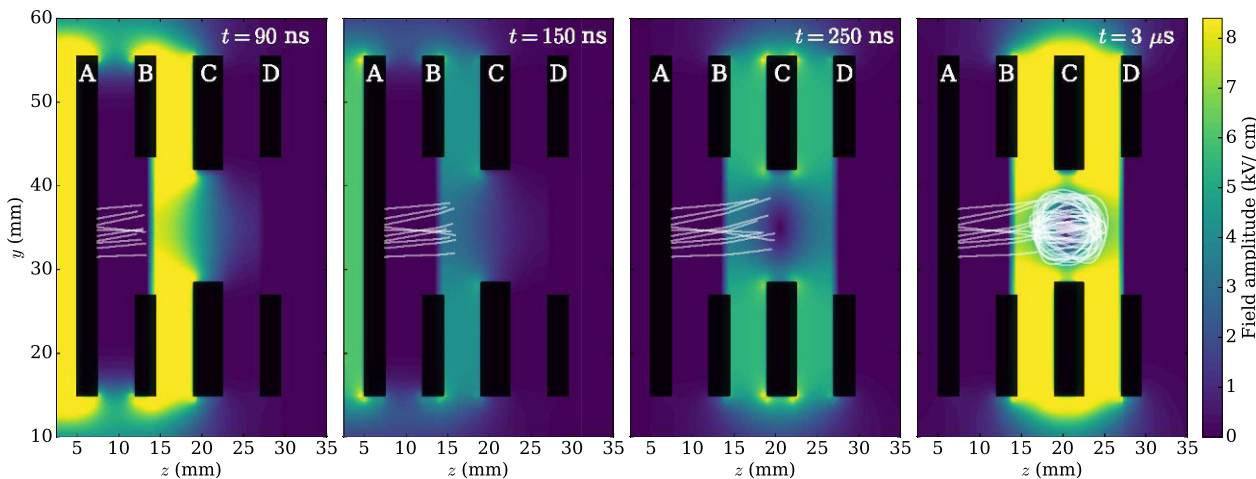 60
50
40
30
20
10
y (mm)
t = 90 ns
A B C D
5 10 15 20 25 30 35
z (mm)
t = 150 ns
A B C D
5 10 15 20 25 30 35
z (mm)
t = 250 ns
A B C D
5 10 15 20 25 30 35
z (mm)
t = 3 μs
A B C D
5 10 15 20 25 30 35
z (mm)
8
7
6
5
4
3
2
1
0
Field amplitude (kV/ cm)